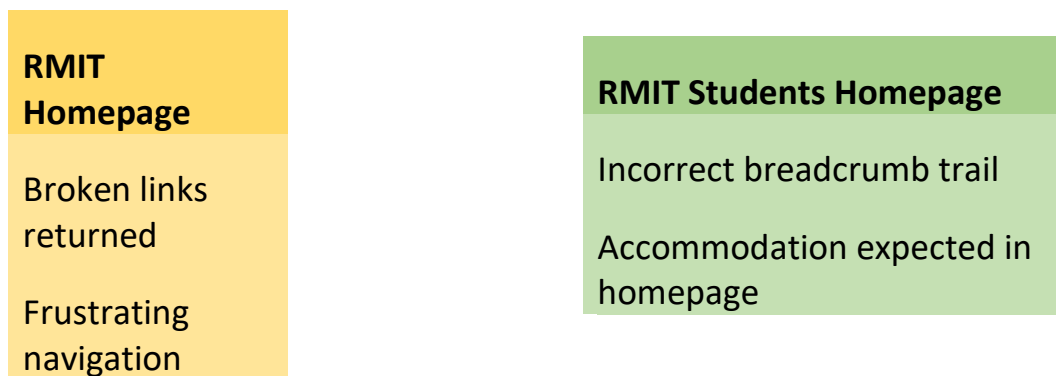 RMIT
Homepage
Broken links
returned
Frustrating
navigation
RMIT Students Homepage
Incorrect breadcrumb trail
Accommodation expected in
homepage